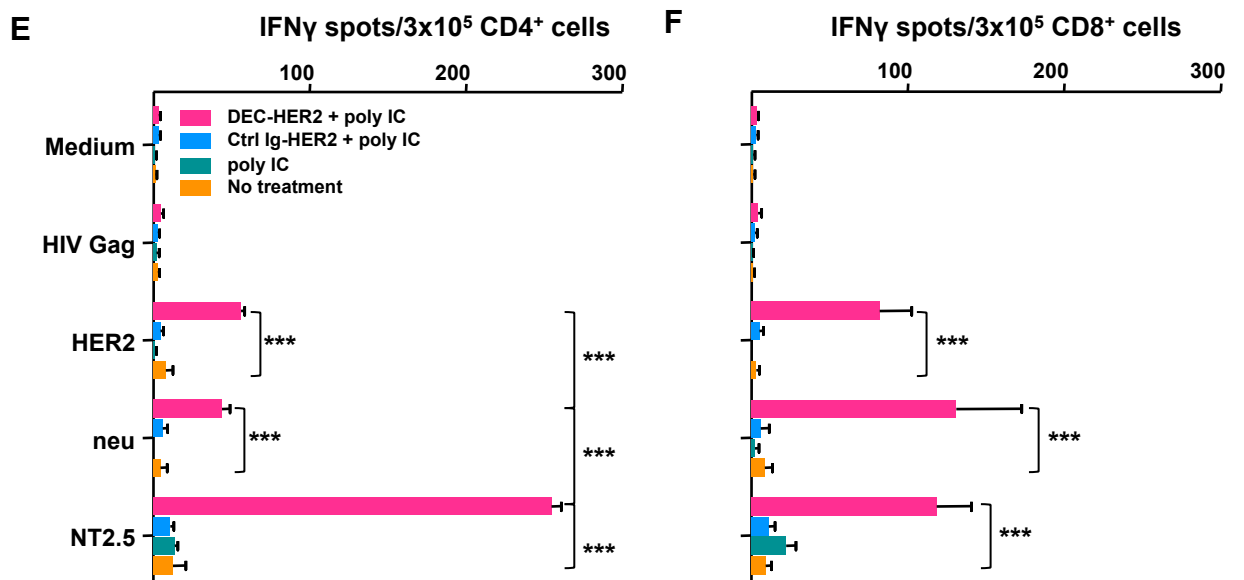 E
IFNγ spots/3x10⁵ CD4⁺ cells
100
200
300
DEC-HER2 + poly IC
Ctrl Ig-HER2 + poly IC
poly IC
No treatment
Medium
HIV Gag
HER2
neu
NT2.5
***
***
***
***
***
F
IFNγ spots/3x10⁵ CD8⁺ cells
100
200
300
***
***
***